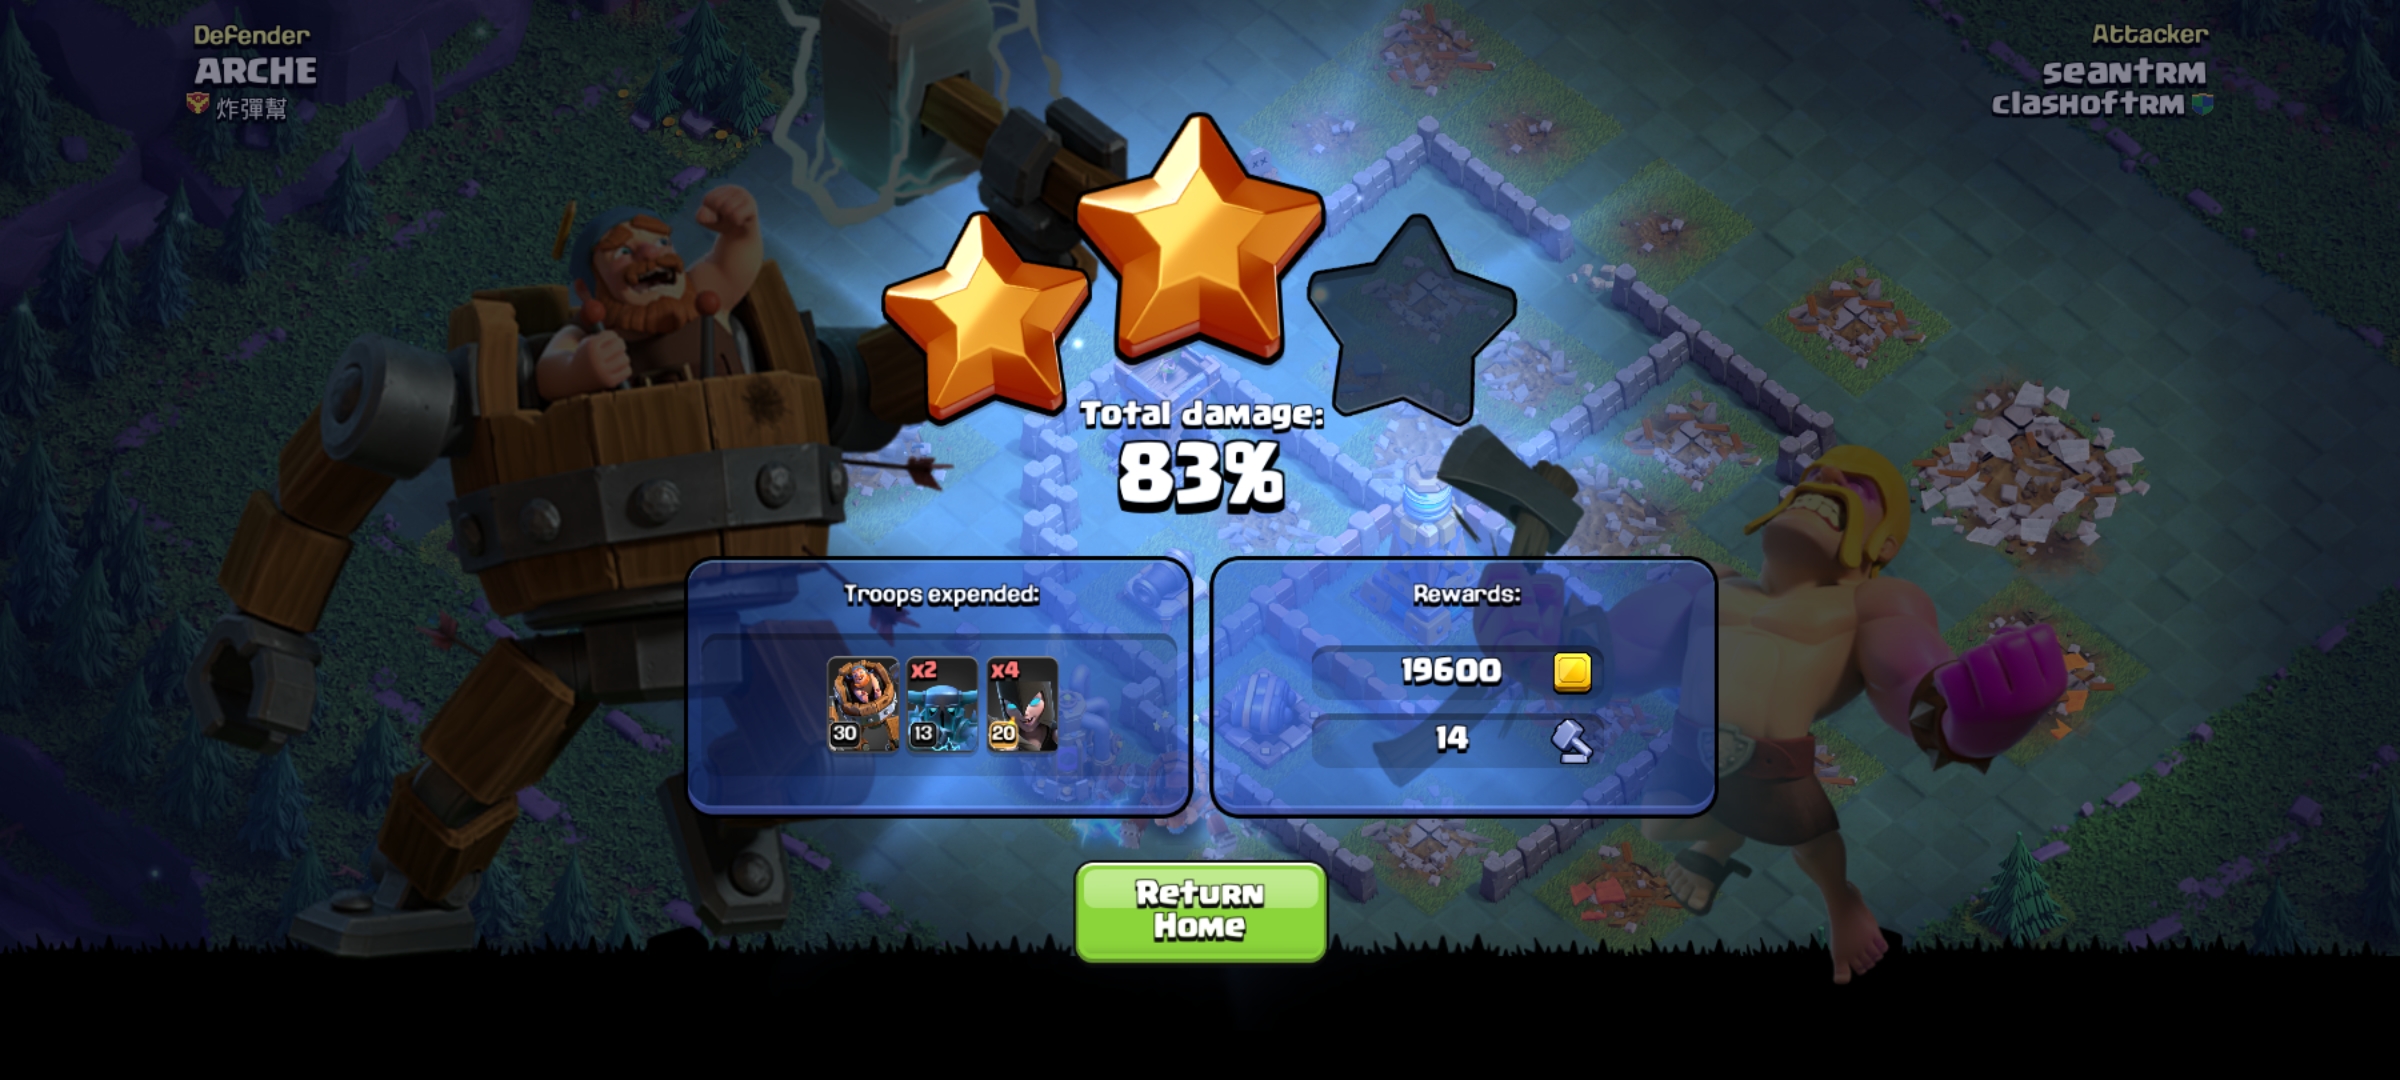 Defender
ARCHE
炸彈幫
Attacker
seantRM
clashoftRM
Total damage:
83%
Troops expended:
x2
x4
30
13
20
Rewards:
19600
14
Return
Home